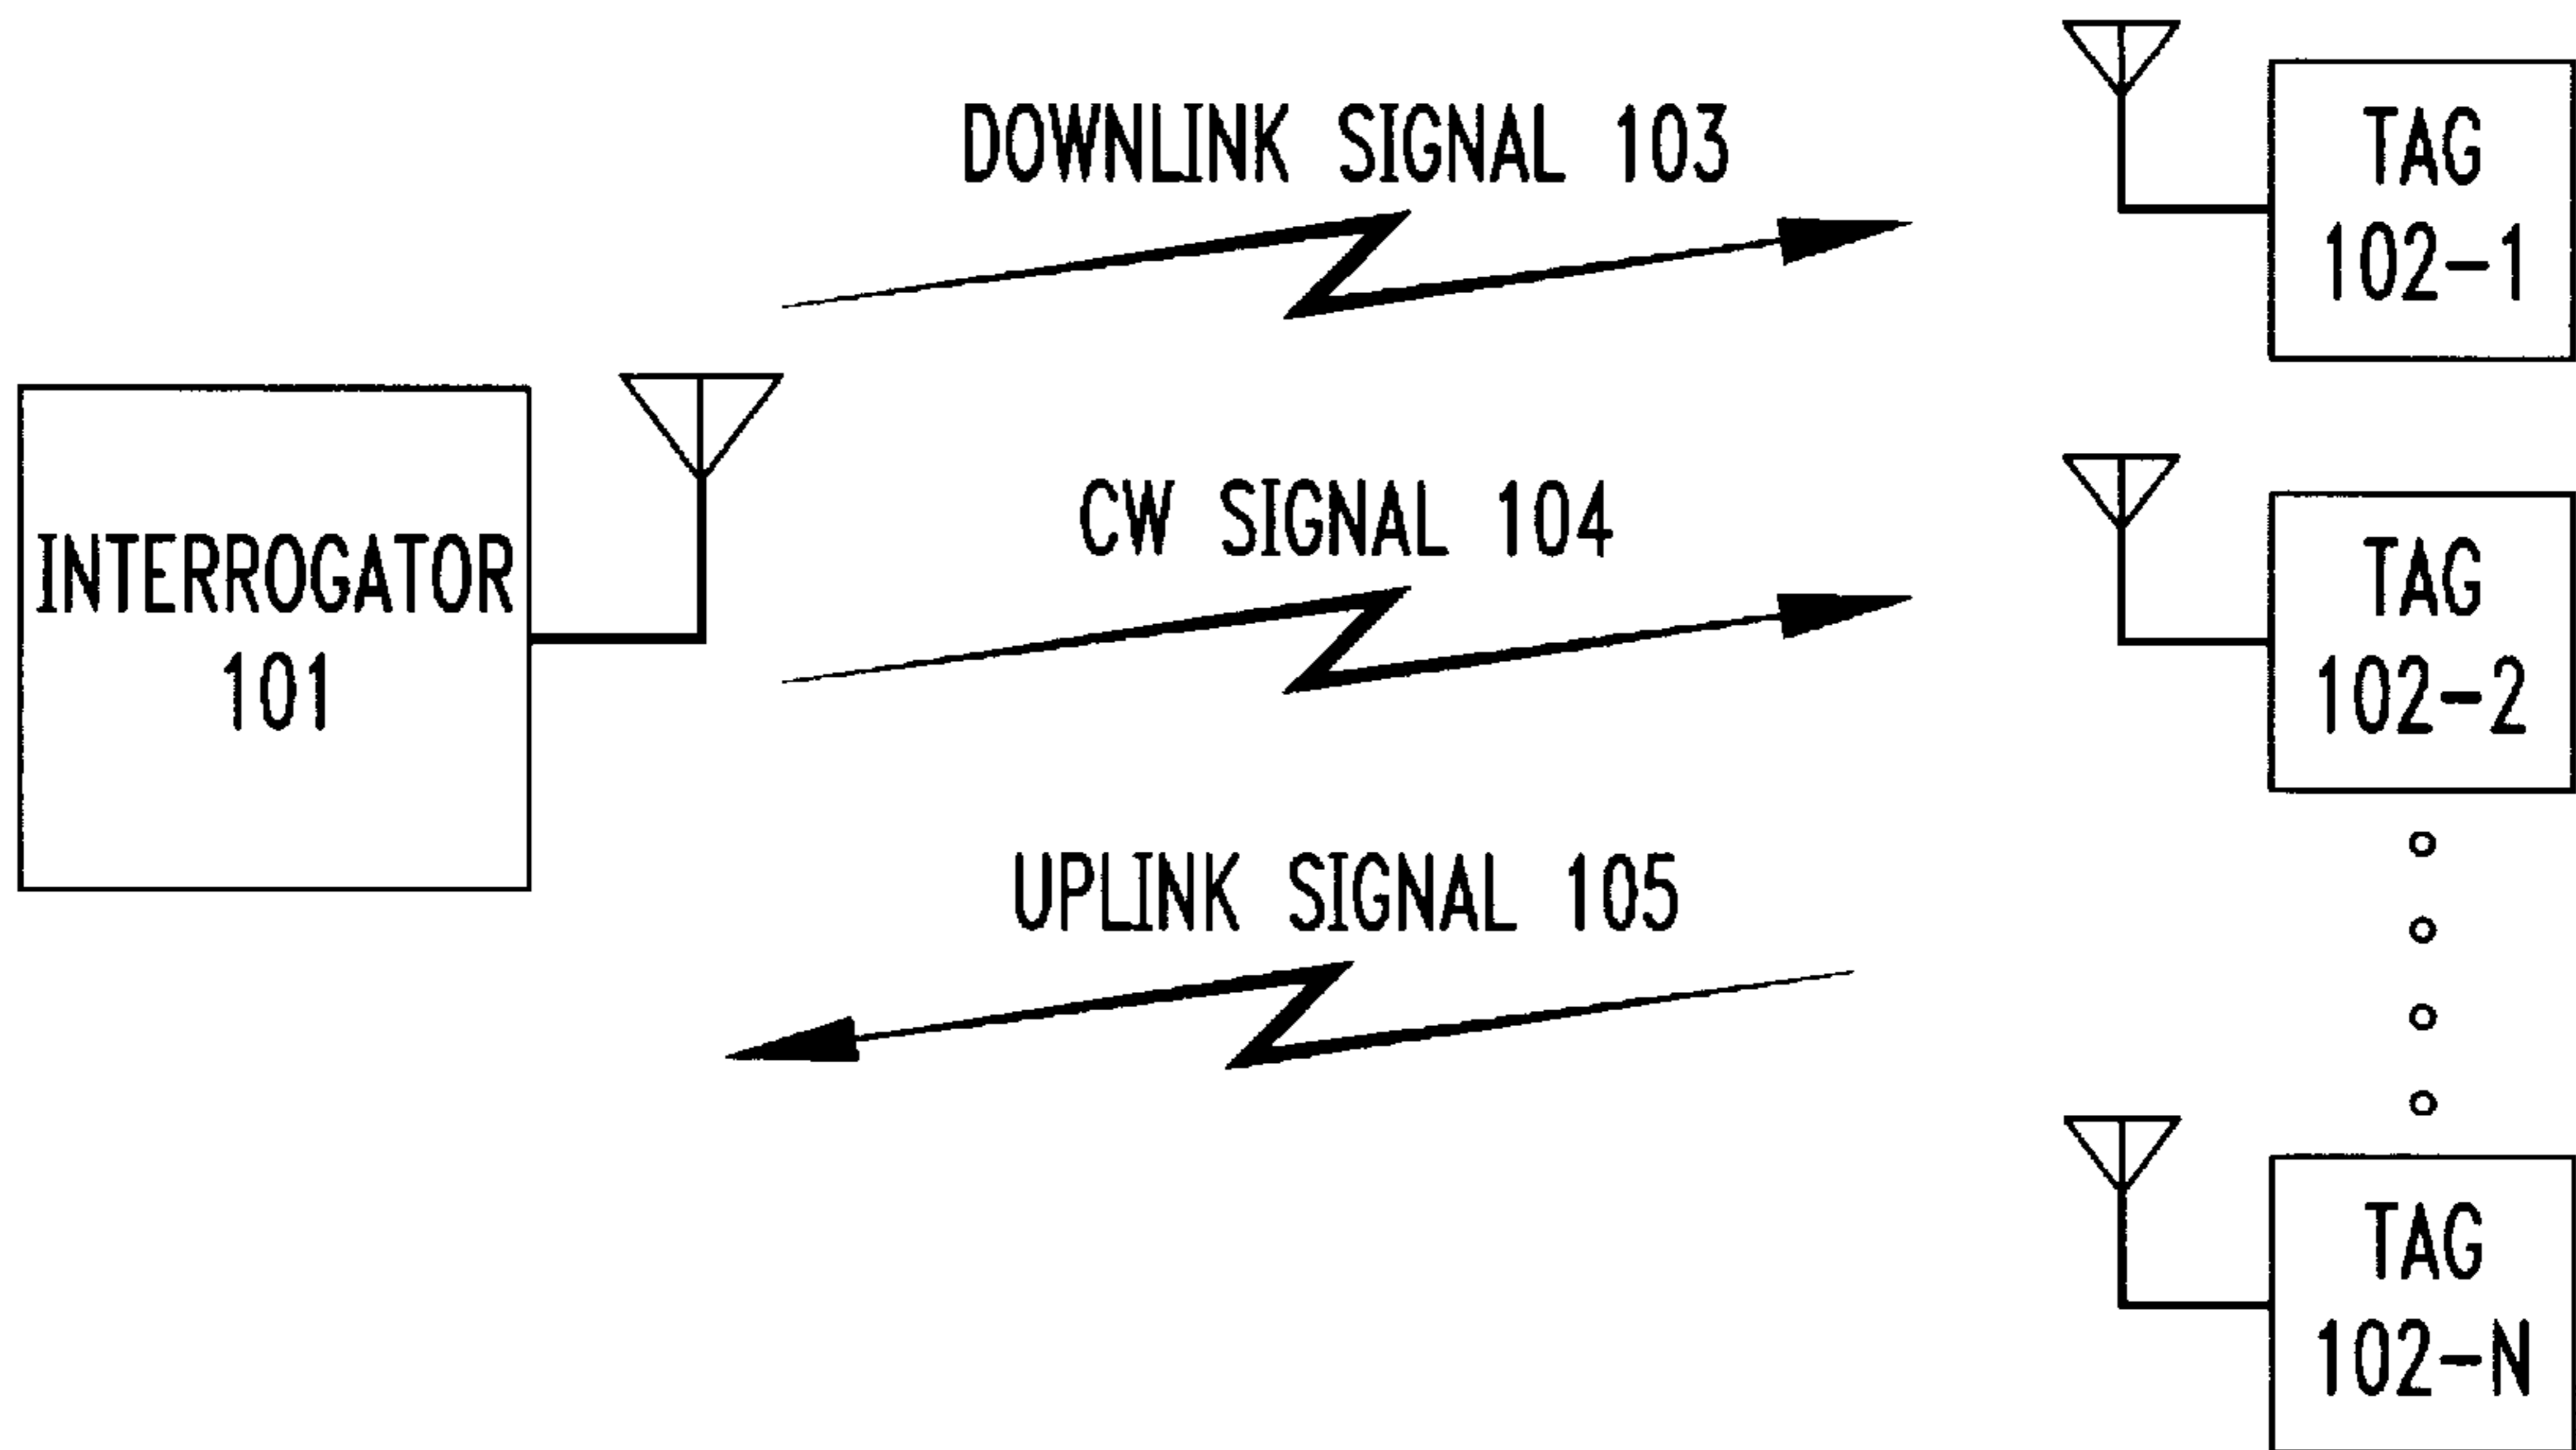 DOWNLINK SIGNAL 103
TAG
102-1
INTERROGATOR
101
CW SIGNAL 104
TAG
102-2
UPLINK SIGNAL 105
TAG
102-N